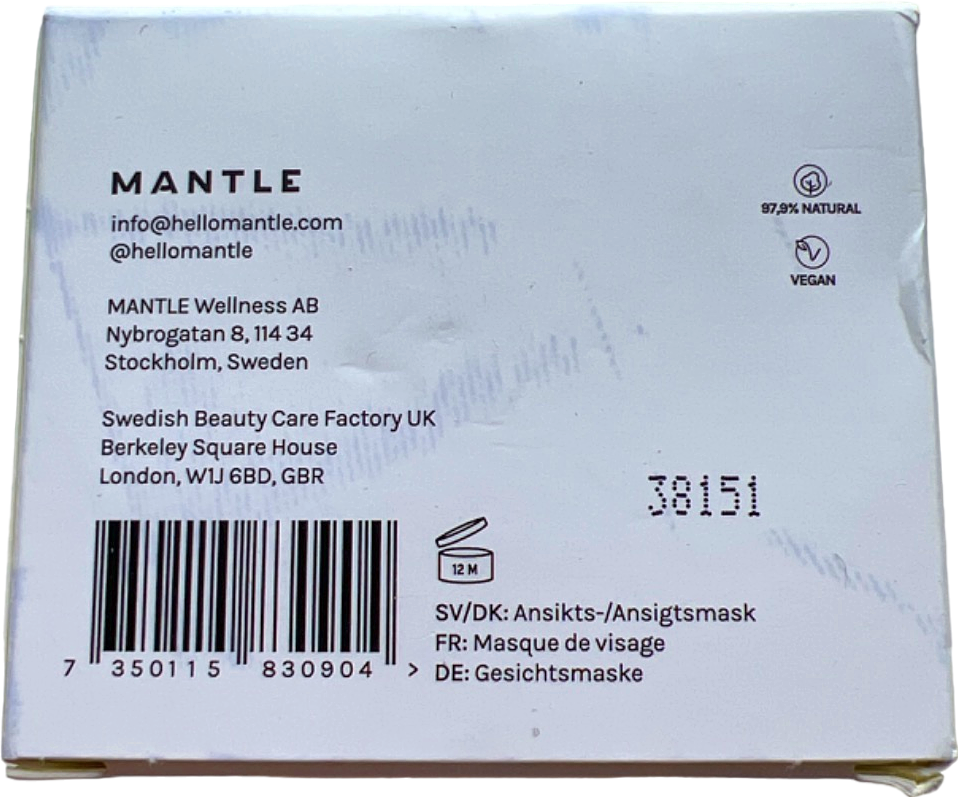 MANTLE
info@hellomantle.com
@hellomantle
MANTLE Wellness AB
Nybrogatan 8, 114 34
Stockholm, Sweden
Swedish Beauty Care Factory UK
Berkeley Square House
London, W1J 6BD, GBR
7 350115 830904 >
97,9% NATURAL
VEGAN
38151
12 M
SV/DK: Ansikts-/Ansigtsmask
FR: Masque de visage
DE: Gesichtsmaske